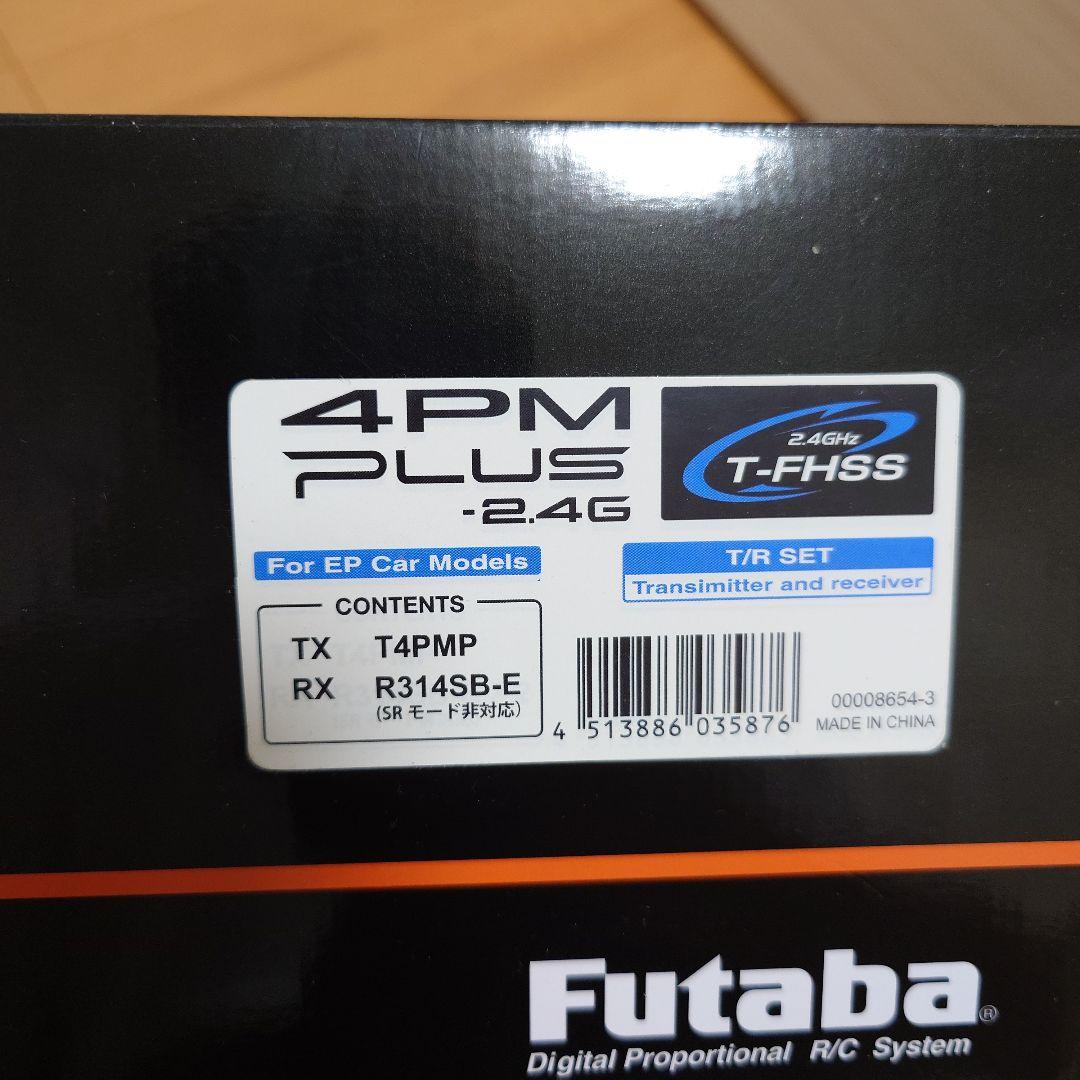 4PM
PLUS
-2.4G
2.4GHz
T-FHSS
For EP Car Models
T/R SET
Transimitter and receiver
CONTENTS
TX T4PMP
RX R314SB-E
(SR モード非対応)
4 513886 035876
00008654-3
MADE IN CHINA
Futaba®
Digital Proportional R/C System